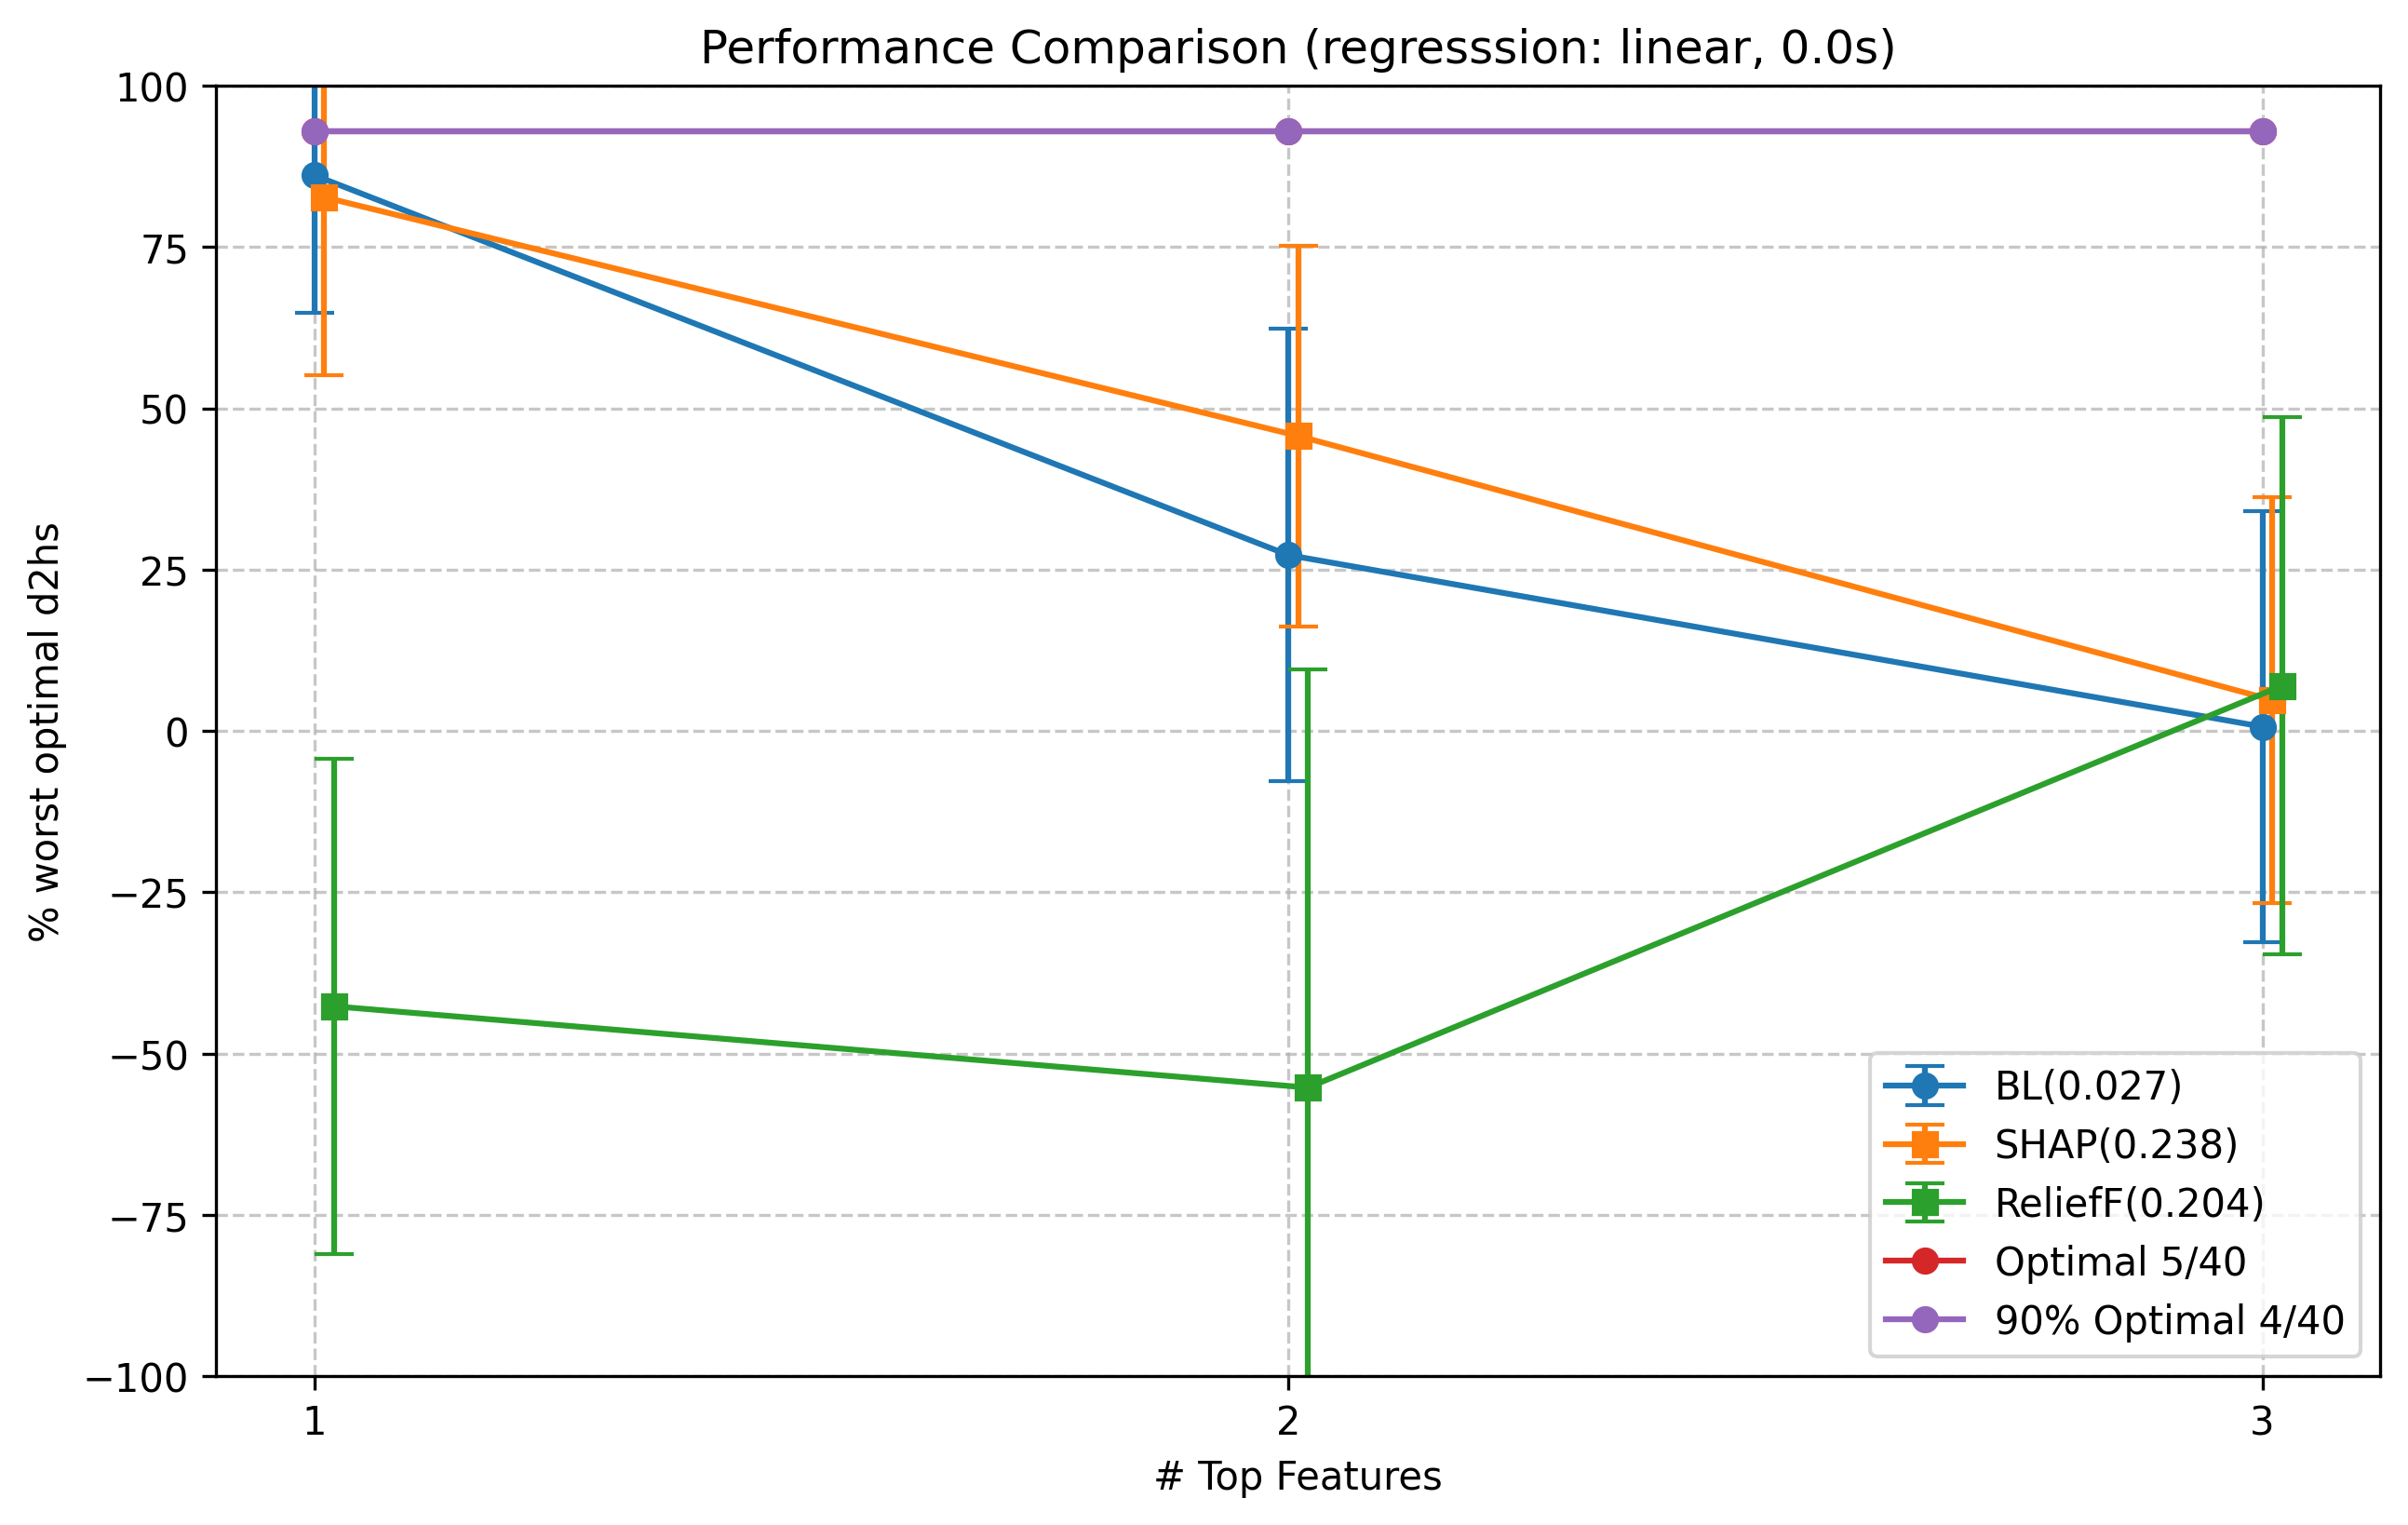 Performance Comparison (regresssion: linear, 0.0s)
% worst optimal d2hs
100
75
50
25
0
−25
−50
−75
−100
1
2
3
# Top Features
BL(0.027)
SHAP(0.238)
ReliefF(0.204)
Optimal 5/40
90% Optimal 4/40